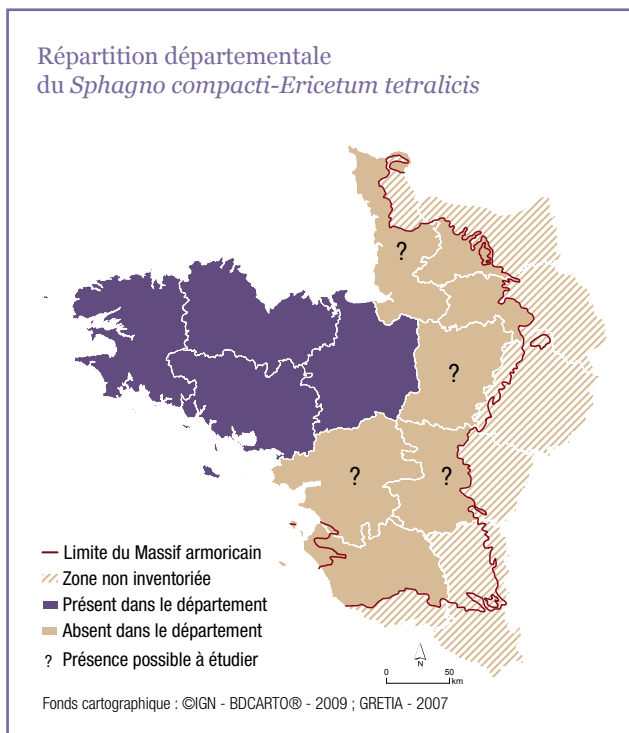 Répartition départementale
du Sphagno compacti-Ericetum tetralicis
?
?
?
?
Limite du Massif armoricain
Zone non inventoriée
Présent dans le département
Absent dans le département
? Présence possible à étudier
N
0 50
km
Fonds cartographique : ©IGN - BDCARTO® - 2009 ; GRETIA - 2007